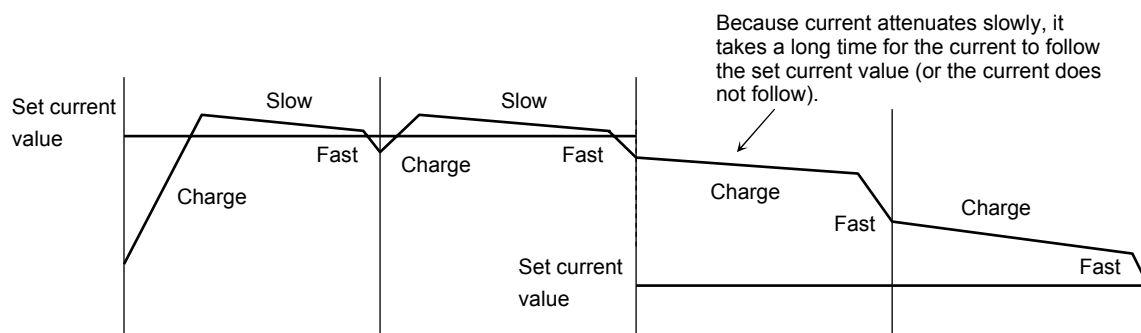 Because current attenuates slowly, it
takes a long time for the current to follow
the set current value (or the current does
not follow).
Set current
value
Slow
Slow
Fast
Charge
Fast
Charge
Charge
Charge
Fast
Fast
Set current
value